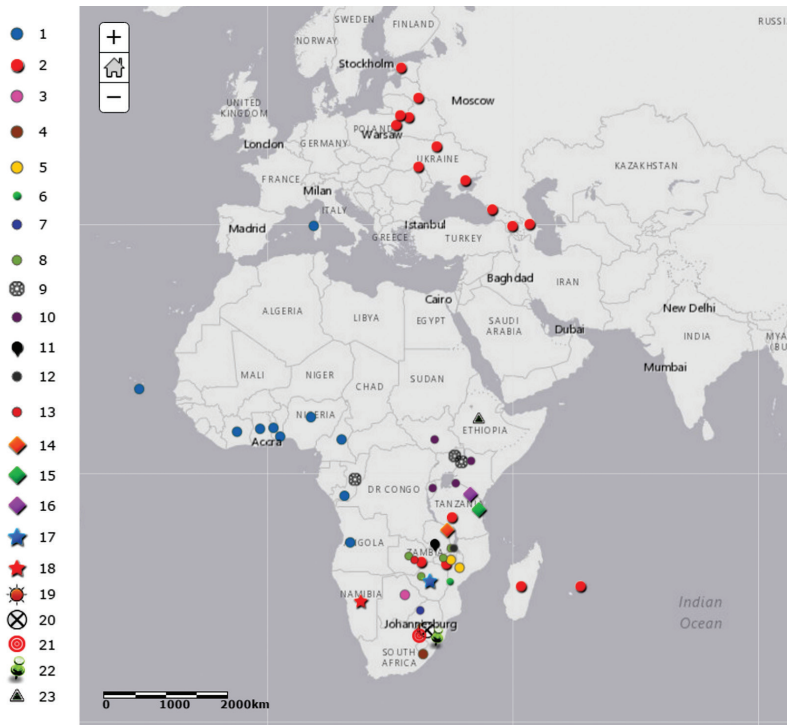 1
2
3
4
5
6
7
8
9
10
11
12
13
14
15
16
17
18
19
20
21
22
23
+
−
SWEDEN
FINLAND
NORWAY
RUSSI
Stockholm
Moscow
UNITED
KINGDOM
POLAND
Warsaw
London
GERMANY
UKRAINE
KAZAKHSTAN
FRANCE
Milan
ITALY
Madrid
Istanbul
GREECE
TURKEY
Baghdad
IRAN
Cairo
ALGERIA
LIBYA
EGYPT
SAUDI
ARABIA
Dubai
New Delhi
INDIA
MYA
(BU
Mumbai
MALI
NIGER
CHAD
SUDAN
NIGERIA
Accra
ETHIOPIA
DR CONGO
TANZANIA
ANGOLA
ZAMBIA
NAMIBIA
Johannesburg
SOUTH
AFRICA
Indian
Ocean
0 1000 2000km